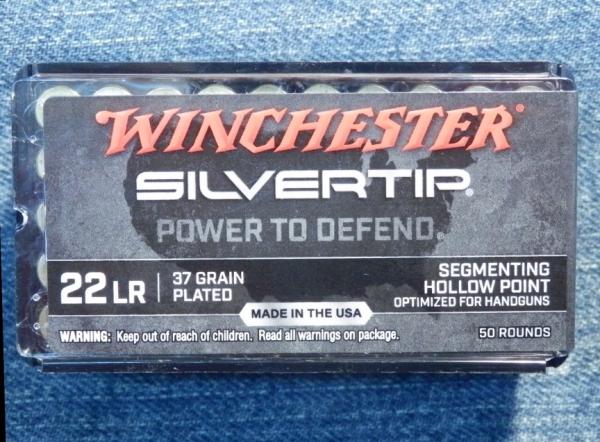 WINCHESTER®
SILVERTIP®
POWER TO DEFEND®
22 LR
37 GRAIN
PLATED
SEGMENTING
HOLLOW POINT
OPTIMIZED FOR HANDGUNS
MADE IN THE USA
WARNING: Keep out of reach of children. Read all warnings on package.
50 ROUNDS